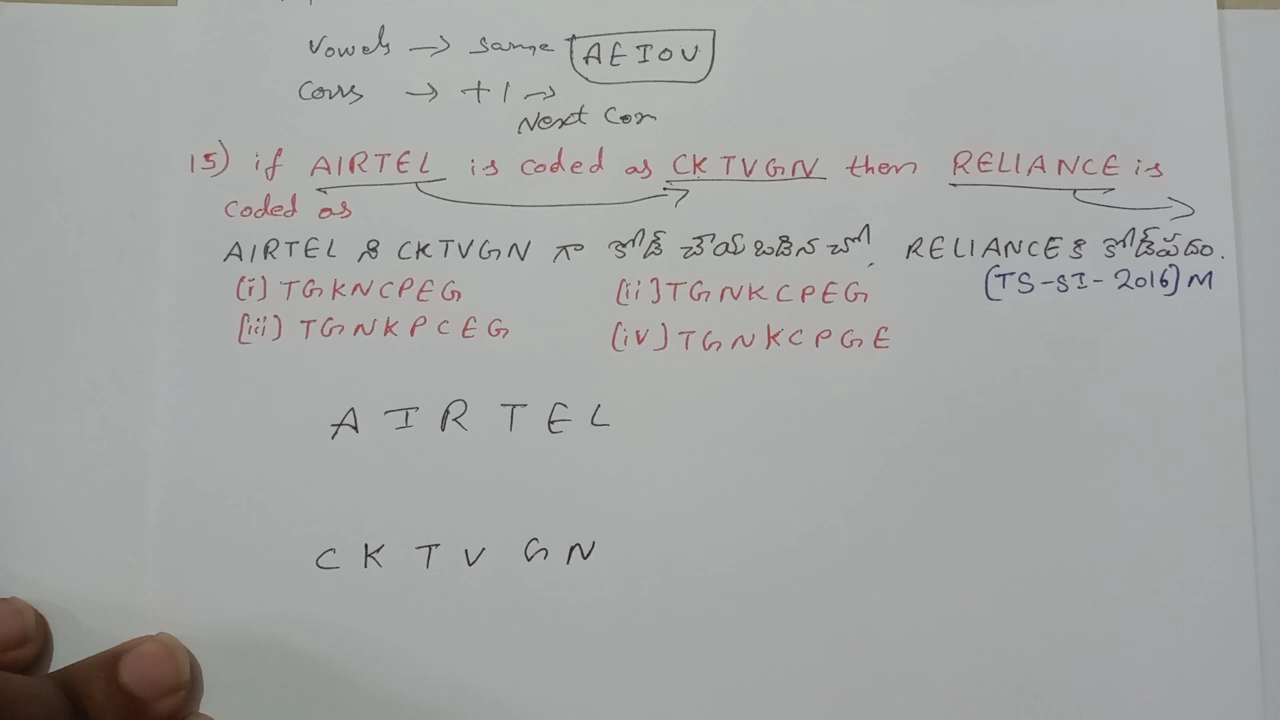 Vowels → Same AEIOU
Cons → +1 →
Next Con
15) if AIRTEL is coded as CKTVGN then RELIANCE is
coded as
AIRTEL ని CKTVGN గా కోడ్ చేయబడిన చో, RELIANCE కి కోడ్ పదం.
(i) TGKNCPEG (ii) TGNKCPEG (TS-SI-2016) M
(iii) TGNKPCEG (iv) TGNKCPGE
A I R T E L
C K T V G N